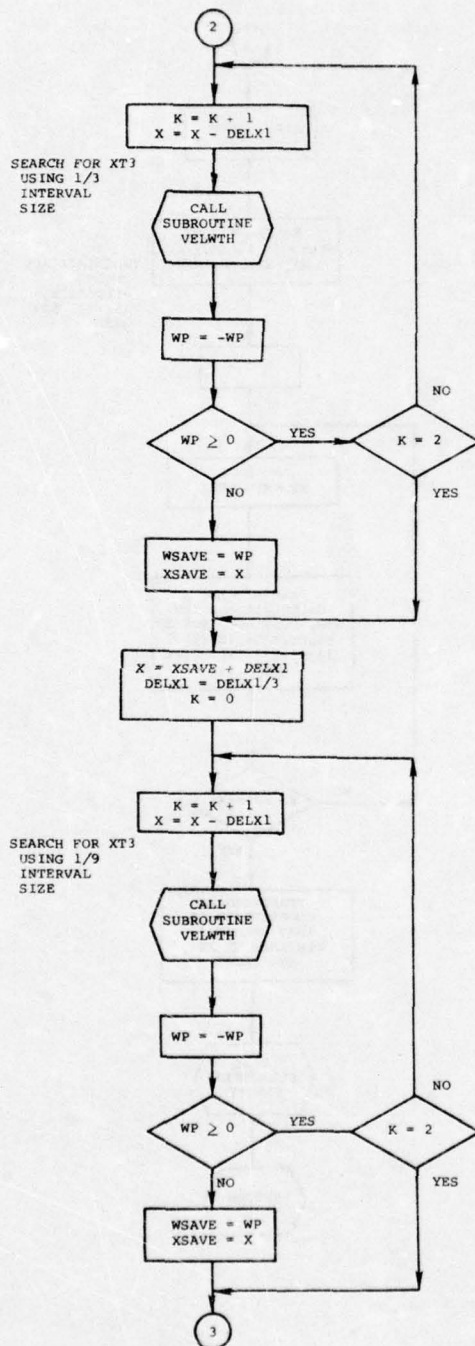 2
K = K + 1
X = X - DELX1
SEARCH FOR XT3
USING 1/3
INTERVAL
SIZE
CALL
SUBROUTINE
VELWTH
WP = -WP
NO
WP ≥ 0
YES
K = 2
NO
YES
WSAVE = WP
XSAVE = X
X = XSAVE + DELX1
DELX1 = DELX1/3
K = 0
K = K + 1
X = X - DELX1
SEARCH FOR XT3
USING 1/9
INTERVAL
SIZE
CALL
SUBROUTINE
VELWTH
WP = -WP
NO
WP ≥ 0
YES
K = 2
NO
YES
WSAVE = WP
XSAVE = X
3